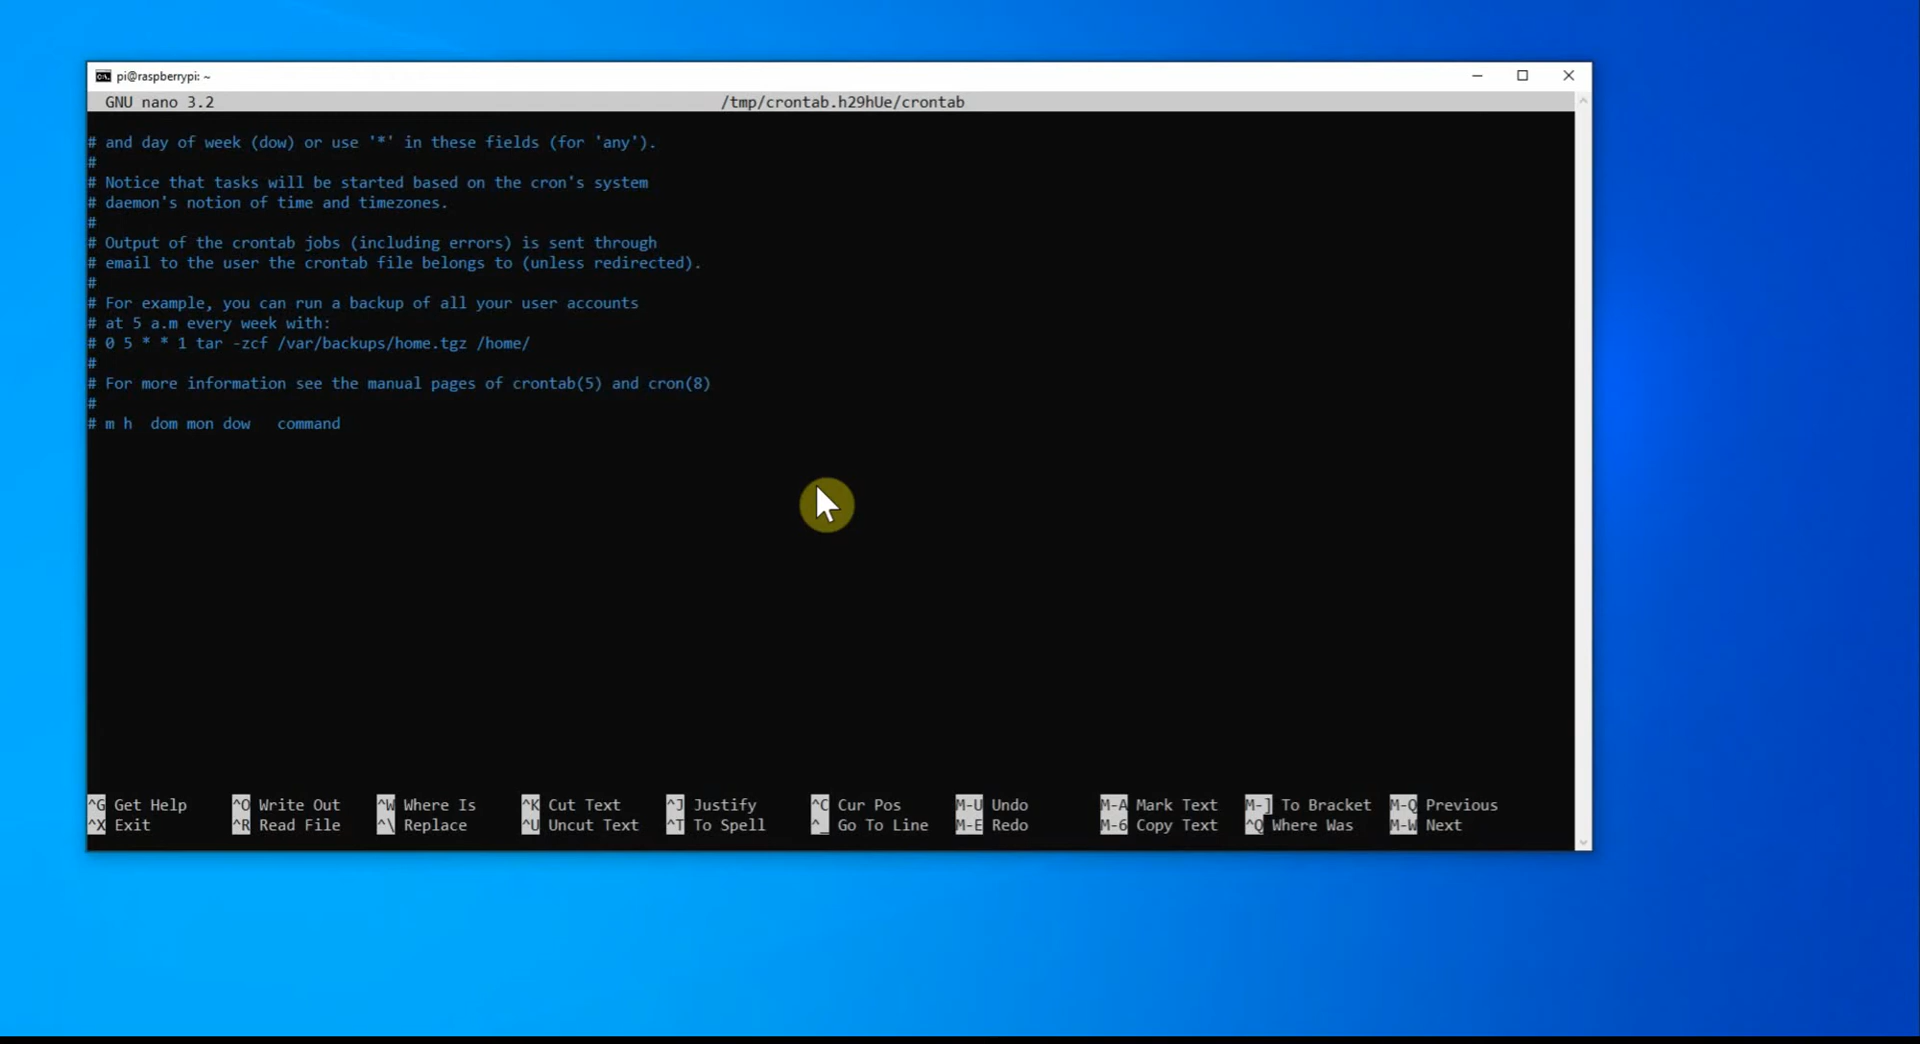 pi@raspberrypi: ~
GNU nano 3.2 /tmp/crontab.h29hUe/crontab
# and day of week (dow) or use '*' in these fields (for 'any').
#
# Notice that tasks will be started based on the cron's system
# daemon's notion of time and timezones.
#
# Output of the crontab jobs (including errors) is sent through
# email to the user the crontab file belongs to (unless redirected).
#
# For example, you can run a backup of all your user accounts
# at 5 a.m every week with:
# 0 5 * * 1 tar -zcf /var/backups/home.tgz /home/
#
# For more information see the manual pages of crontab(5) and cron(8)
#
# m h  dom mon dow   command
^G Get Help ^O Write Out ^W Where Is ^K Cut Text ^J Justify ^C Cur Pos M-U Undo M-A Mark Text M-] To Bracket M-Q Previous
^X Exit ^R Read File ^\ Replace ^U Uncut Text ^T To Spell ^_ Go To Line M-E Redo M-6 Copy Text ^Q Where Was M-W Next